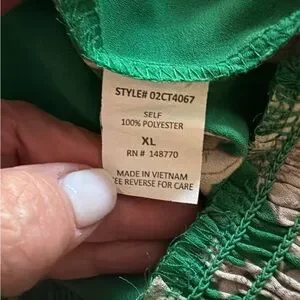 STYLE# 02CT4067
SELF
100% POLYESTER
XL
RN # 148770
MADE IN VIETNAM
EE REVERSE FOR CARE